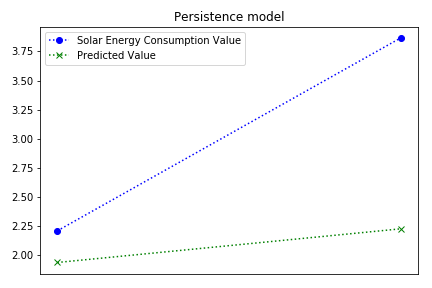 Persistence model
Solar Energy Consumption Value
Predicted Value
3.75
3.50
3.25
3.00
2.75
2.50
2.25
2.00